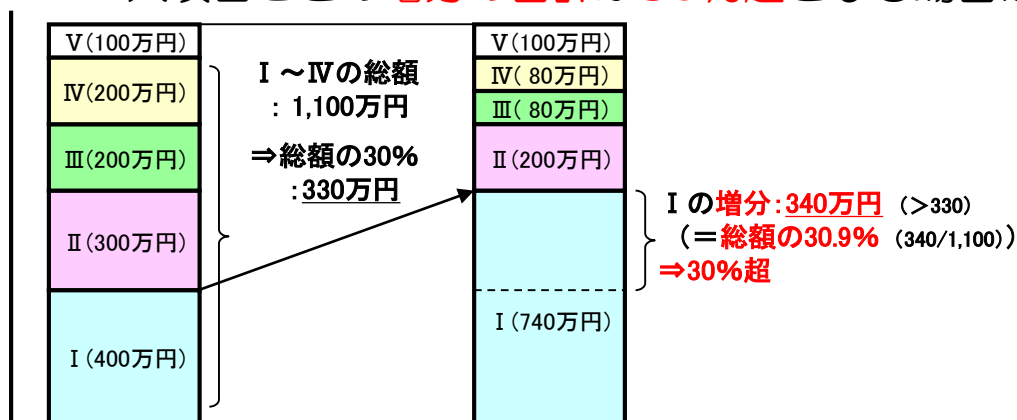 Ⅴ(100万円)
Ⅳ(200万円)
Ⅲ(200万円)
Ⅱ(300万円)
Ⅰ(400万円)
Ⅰ～Ⅳの総額
：1,100万円
⇒総額の30％
：330万円
Ⅴ(100万円)
Ⅳ( 80万円)
Ⅲ( 80万円)
Ⅱ(200万円)
Ⅰ(740万円)
Ⅰの増分：340万円 （＞330）
（＝総額の30.9％ （340/1,100））
⇒30％超